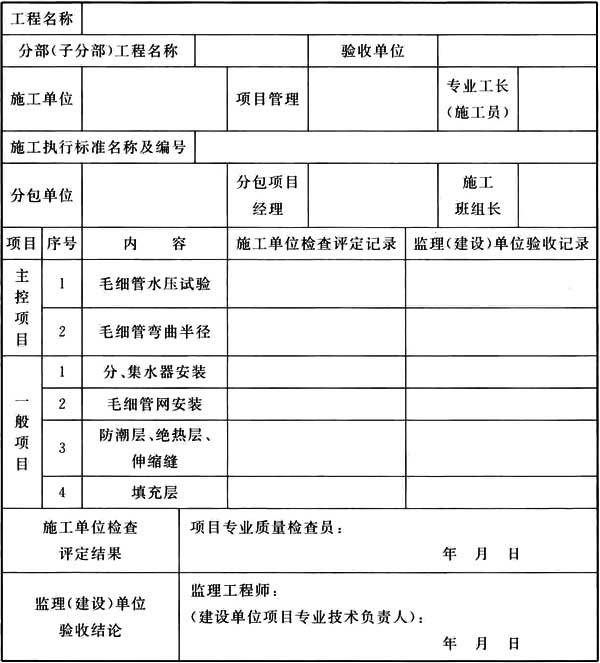 工程名称
分部(子分部)工程名称 验收单位
施工单位 项目管理 专业工长
(施工员)
施工执行标准名称及编号
分包单位 分包项目
经理 施工
班组长
项目 序号 内 容 施工单位检查评定记录 监理(建设)单位验收记录
主控项目
1 毛细管水压试验
2 毛细管弯曲半径
一般项目
1 分、集水器安装
2 毛细管网安装
3 防潮层、绝热层、
伸缩缝
4 填充层
施工单位检查
评定结果
项目专业质量检查员:
年 月 日
监理(建设)单位
验收结论
监理工程师:
(建设单位项目专业技术负责人):
年 月 日